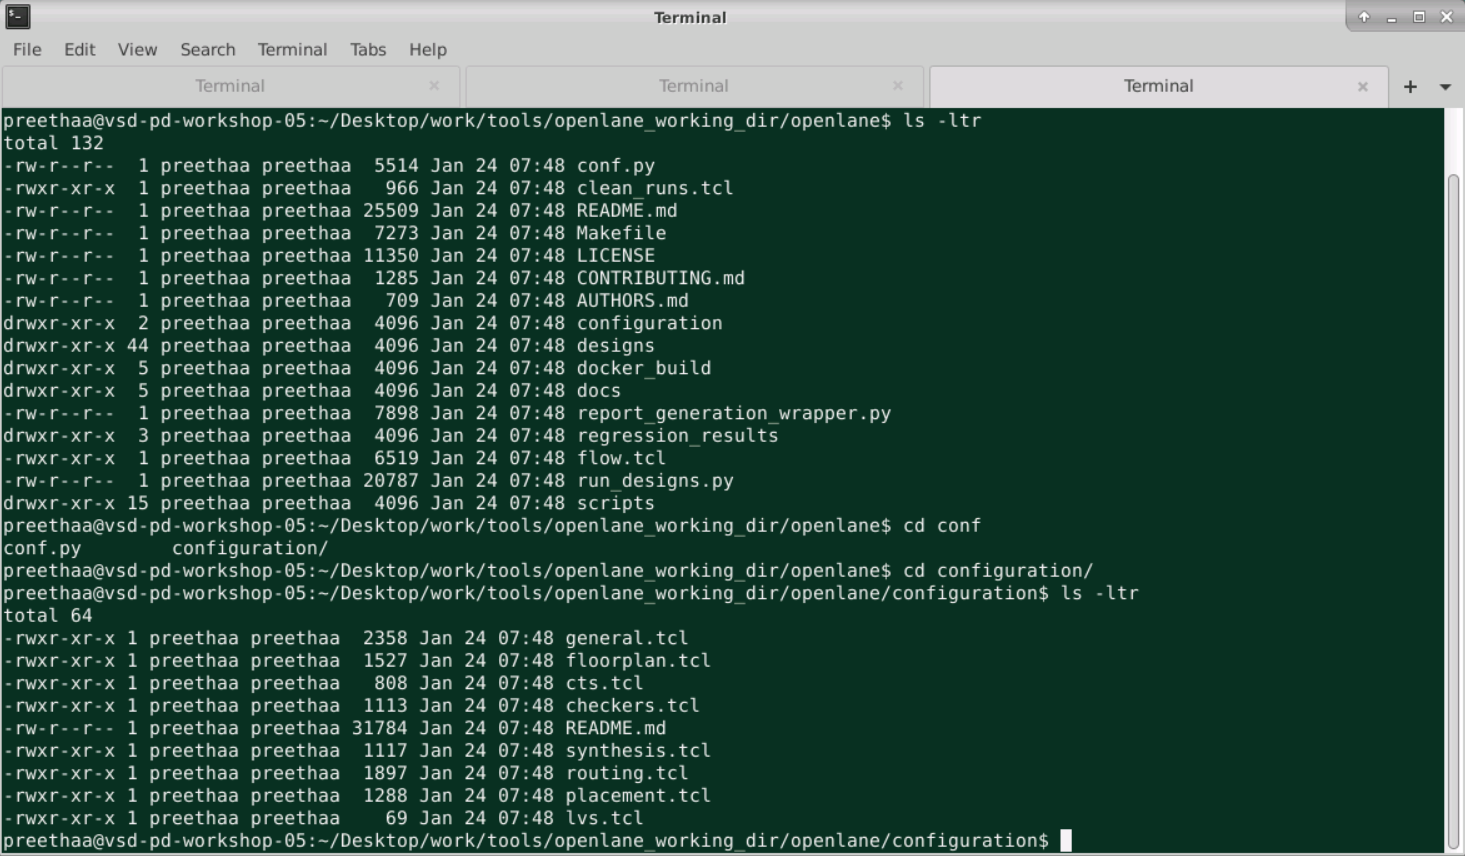 Terminal
File Edit View Search Terminal Tabs Help
Terminal × Terminal × Terminal × +
preethaa@vsd-pd-workshop-05:~/Desktop/work/tools/openlane_working_dir/openlane$ ls -ltr
total 132
-rw-r--r--  1 preethaa preethaa  5514 Jan 24 07:48 conf.py
-rwxr-xr-x  1 preethaa preethaa   966 Jan 24 07:48 clean_runs.tcl
-rw-r--r--  1 preethaa preethaa 25509 Jan 24 07:48 README.md
-rw-r--r--  1 preethaa preethaa  7273 Jan 24 07:48 Makefile
-rw-r--r--  1 preethaa preethaa 11350 Jan 24 07:48 LICENSE
-rw-r--r--  1 preethaa preethaa  1285 Jan 24 07:48 CONTRIBUTING.md
-rw-r--r--  1 preethaa preethaa   709 Jan 24 07:48 AUTHORS.md
drwxr-xr-x  2 preethaa preethaa  4096 Jan 24 07:48 configuration
drwxr-xr-x 44 preethaa preethaa  4096 Jan 24 07:48 designs
drwxr-xr-x  5 preethaa preethaa  4096 Jan 24 07:48 docker_build
drwxr-xr-x  5 preethaa preethaa  4096 Jan 24 07:48 docs
-rw-r--r--  1 preethaa preethaa  7898 Jan 24 07:48 report_generation_wrapper.py
drwxr-xr-x  3 preethaa preethaa  4096 Jan 24 07:48 regression_results
-rwxr-xr-x  1 preethaa preethaa  6519 Jan 24 07:48 flow.tcl
-rw-r--r--  1 preethaa preethaa 20787 Jan 24 07:48 run_designs.py
drwxr-xr-x 15 preethaa preethaa  4096 Jan 24 07:48 scripts
preethaa@vsd-pd-workshop-05:~/Desktop/work/tools/openlane_working_dir/openlane$ cd conf
conf.py        configuration/
preethaa@vsd-pd-workshop-05:~/Desktop/work/tools/openlane_working_dir/openlane$ cd configuration/
preethaa@vsd-pd-workshop-05:~/Desktop/work/tools/openlane_working_dir/openlane/configuration$ ls -ltr
total 64
-rwxr-xr-x 1 preethaa preethaa  2358 Jan 24 07:48 general.tcl
-rwxr-xr-x 1 preethaa preethaa  1527 Jan 24 07:48 floorplan.tcl
-rwxr-xr-x 1 preethaa preethaa   808 Jan 24 07:48 cts.tcl
-rwxr-xr-x 1 preethaa preethaa  1113 Jan 24 07:48 checkers.tcl
-rw-r--r-- 1 preethaa preethaa 31784 Jan 24 07:48 README.md
-rwxr-xr-x 1 preethaa preethaa  1117 Jan 24 07:48 synthesis.tcl
-rwxr-xr-x 1 preethaa preethaa  1897 Jan 24 07:48 routing.tcl
-rwxr-xr-x 1 preethaa preethaa  1288 Jan 24 07:48 placement.tcl
-rwxr-xr-x 1 preethaa preethaa    69 Jan 24 07:48 lvs.tcl
preethaa@vsd-pd-workshop-05:~/Desktop/work/tools/openlane_working_dir/openlane/configuration$